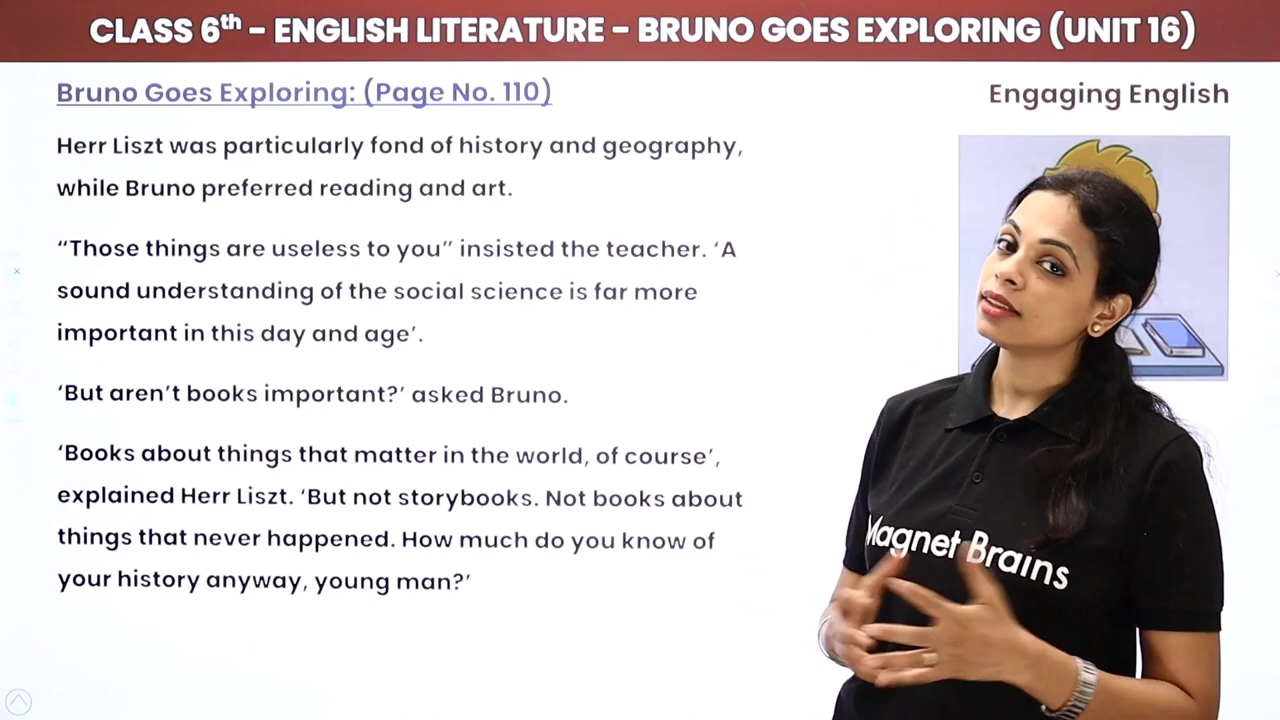 CLASS 6th – ENGLISH LITERATURE – BRUNO GOES EXPLORING (UNIT 16)
Bruno Goes Exploring: (Page No. 110)
Engaging English
Herr Liszt was particularly fond of history and geography,
while Bruno preferred reading and art.
“Those things are useless to you” insisted the teacher. ‘A
sound understanding of the social science is far more
important in this day and age’.
‘But aren’t books important?’ asked Bruno.
‘Books about things that matter in the world, of course’,
explained Herr Liszt. ‘But not storybooks. Not books about
things that never happened. How much do you know of
your history anyway, young man?’
Magnet Brains